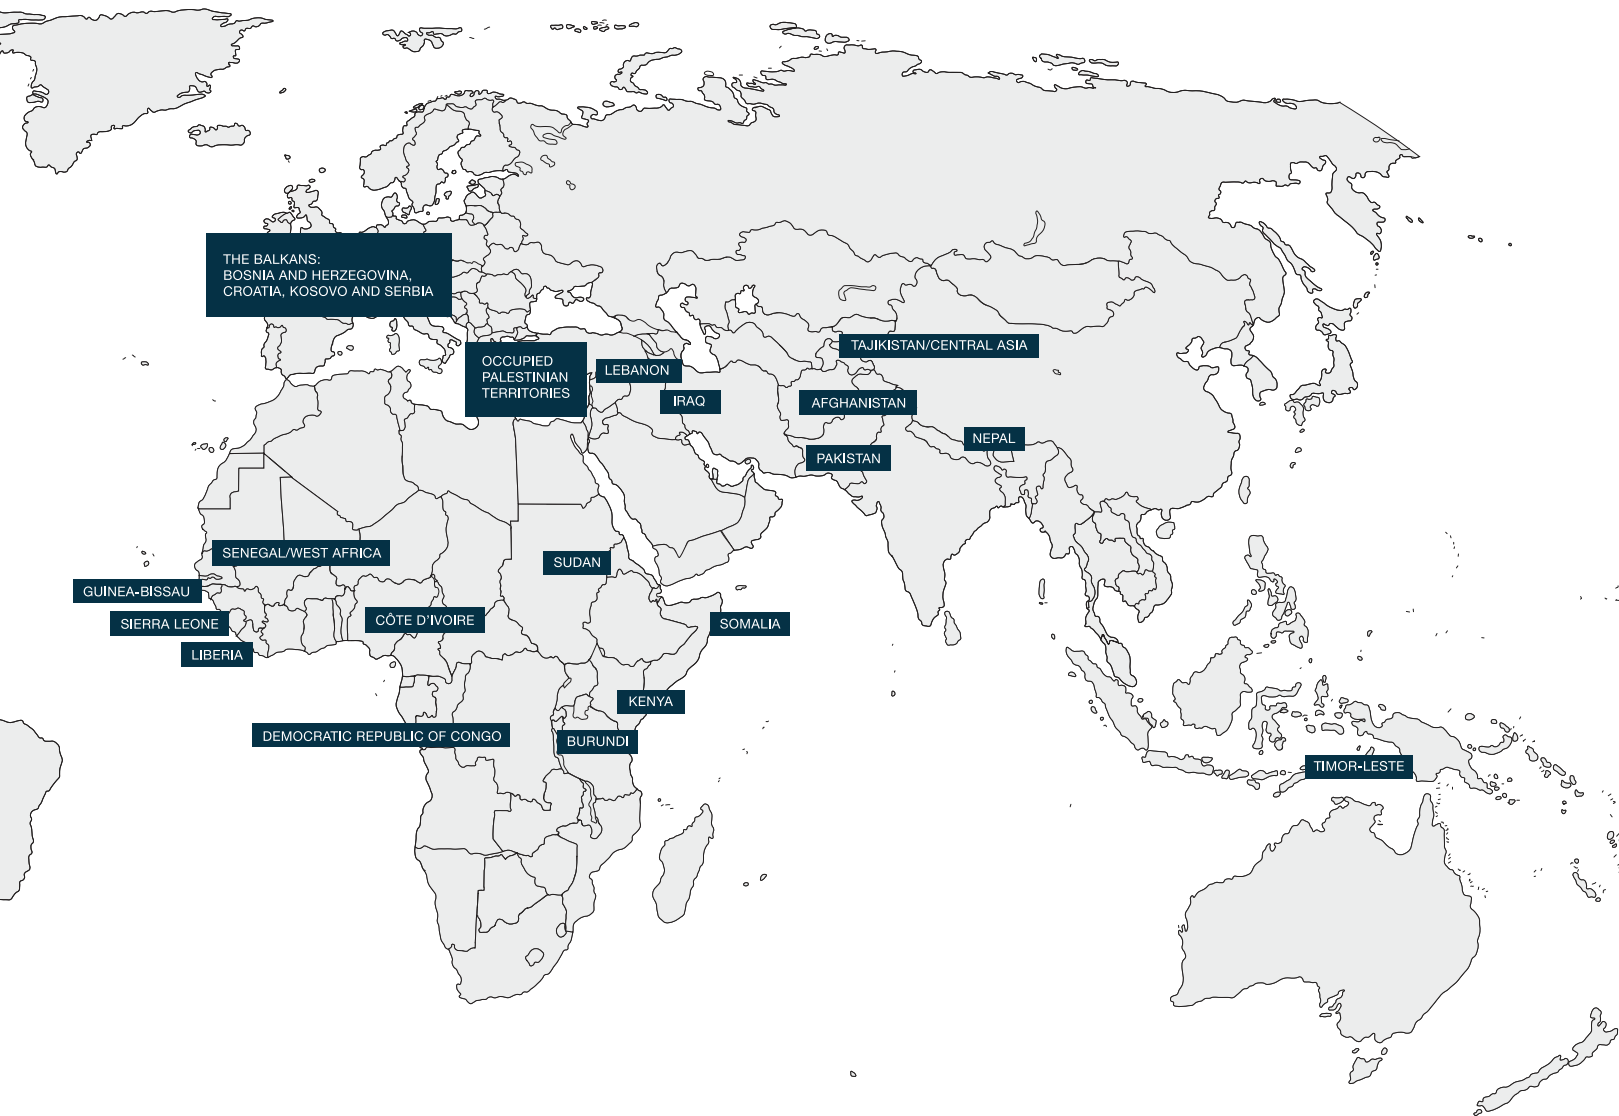 THE BALKANS:
BOSNIA AND HERZEGOVINA,
CROATIA, KOSOVO AND SERBIA
TAJIKISTAN/CENTRAL ASIA
OCCUPIED
PALESTINIAN
TERRITORIES
LEBANON
IRAQ
AFGHANISTAN
NEPAL
PAKISTAN
SENEGAL/WEST AFRICA
SUDAN
GUINEA-BISSAU
SIERRA LEONE
CÔTE D'IVOIRE
SOMALIA
LIBERIA
KENYA
DEMOCRATIC REPUBLIC OF CONGO
BURUNDI
TIMOR-LESTE